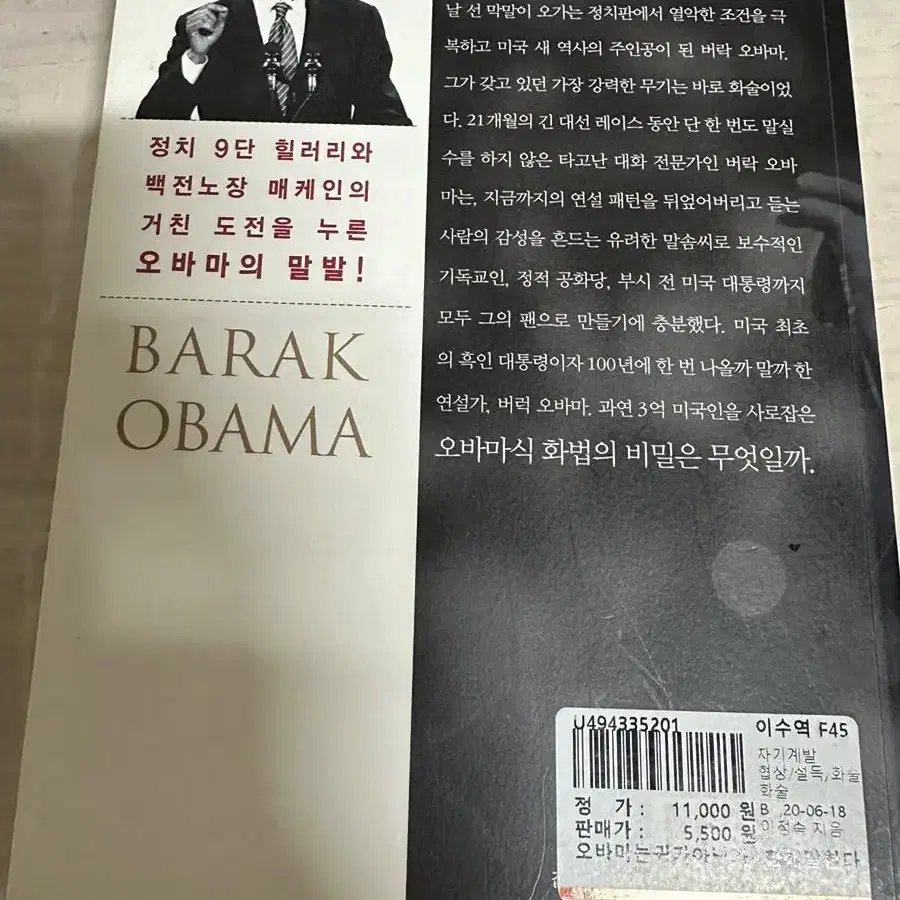 정치 9단 힐러리와
백전노장 매케인의
거친 도전을 누른
오바마의 말발!
BARAK
OBAMA
날 선 막말이 오가는 정치판에서 열악한 조건을 극
복하고 미국 새 역사의 주인공이 된 버락 오바마.
그가 갖고 있던 가장 강력한 무기는 바로 화술이었
다. 21개월의 긴 대선 레이스 동안 단 한 번도 말실
수를 하지 않은 타고난 대화 전문가인 버락 오바
마는, 지금까지의 연설 패턴을 뒤엎어버리고 듣는
사람의 감성을 흔드는 유려한 말솜씨로 보수적인
기독교인, 정적 공화당, 부시 전 미국 대통령까지
모두 그의 팬으로 만들기에 충분했다. 미국 최초
의 흑인 대통령이자 100년에 한 번 나올까 말까 한
연설가, 버럭 오바마. 과연 3억 미국인을 사로잡은
오바마식 화법의 비밀은 무엇일까.
U494335201 이수역 F45
자기계발
협상/설득,화술
화술
정 가 : 11,000 원 B ,20-06-18
판매가 : 5,500 원 이정숙 지음